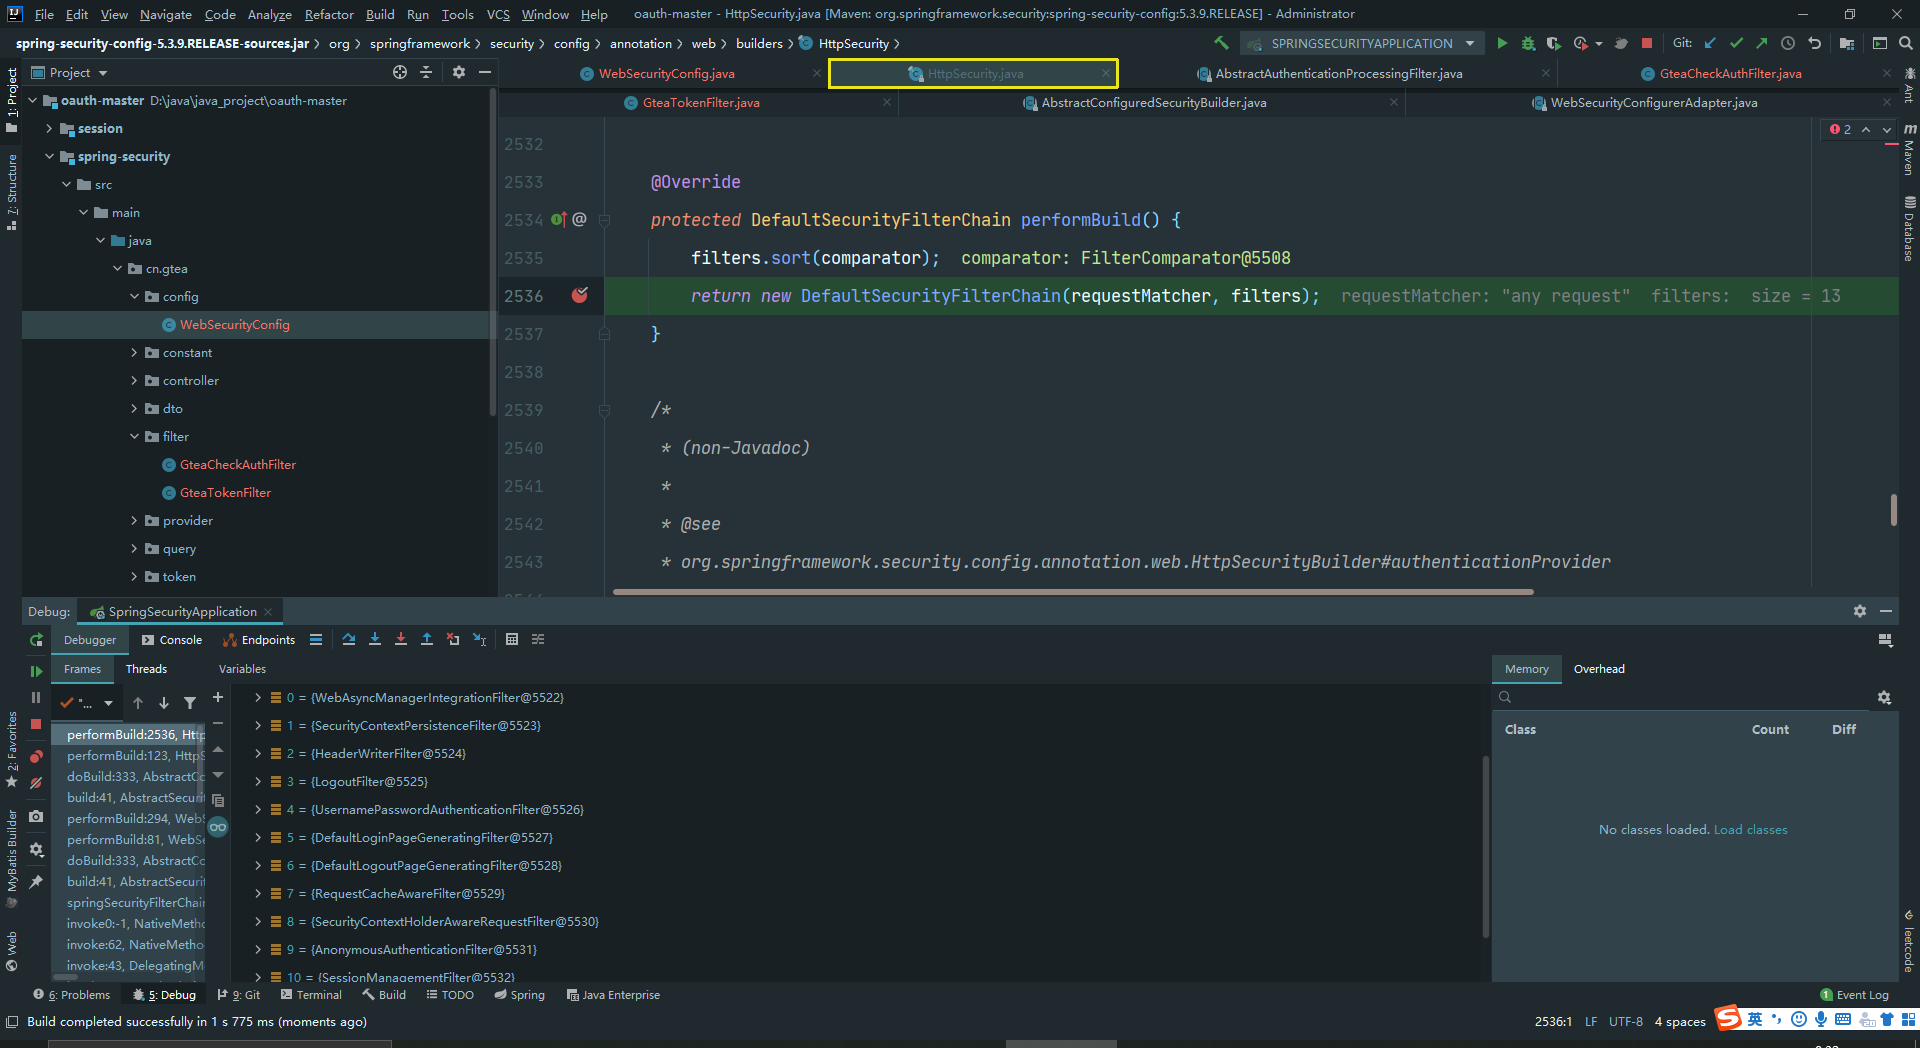 File Edit View Navigate Code Analyze Refactor Build Run Tools VCS Window Help oauth-master - HttpSecurity.java [Maven: org.springframework.security:spring-security-config:5.3.9.RELEASE] - Administrator
spring-security-config-5.3.9.RELEASE-sources.jar org springframework security config annotation web builders HttpSecurity
SPRINGSECURITYAPPLICATION Git:
Project
WebSecurityConfig.java HttpSecurity.java AbstractAuthenticationProcessingFilter.java GteaCheckAuthFilter.java
GteaTokenFilter.java AbstractConfiguredSecurityBuilder.java WebSecurityConfigurerAdapter.java
1: Project
7: Structure
2: Favorites
MyBatis Builder
Web
oauth-master D:\java\java_project\oauth-master
session
spring-security
src
main
java
cn.gtea
config
WebSecurityConfig
constant
controller
dto
filter
GteaCheckAuthFilter
GteaTokenFilter
provider
query
token
2
2532
2533 @Override
2534 @ protected DefaultSecurityFilterChain performBuild() {
2535 filters.sort(comparator); comparator: FilterComparator@5508
2536 return new DefaultSecurityFilterChain(requestMatcher, filters); requestMatcher: "any request" filters: size = 13
2537 }
2538
2539 /*
2540 * (non-Javadoc)
2541 *
2542 * @see
2543 * org.springframework.security.config.annotation.web.HttpSecurityBuilder#authenticationProvider
Ant
Maven
Database
leetcode
Debug: SpringSecurityApplication
Debugger Console Endpoints
Frames Threads Variables
"...
performBuild:2536, Http
performBuild:123, HttpS
doBuild:333, AbstractCo
build:41, AbstractSecurit
performBuild:294, WebS
performBuild:81, WebSe
doBuild:333, AbstractCo
build:41, AbstractSecurit
springSecurityFilterChain
invoke0:-1, NativeMetho
invoke:62, NativeMetho
invoke:43, DelegatingM
0 = {WebAsyncManagerIntegrationFilter@5522}
1 = {SecurityContextPersistenceFilter@5523}
2 = {HeaderWriterFilter@5524}
3 = {LogoutFilter@5525}
4 = {UsernamePasswordAuthenticationFilter@5526}
5 = {DefaultLoginPageGeneratingFilter@5527}
6 = {DefaultLogoutPageGeneratingFilter@5528}
7 = {RequestCacheAwareFilter@5529}
8 = {SecurityContextHolderAwareRequestFilter@5530}
9 = {AnonymousAuthenticationFilter@5531}
10 = {SessionManagementFilter@5532}
Memory Overhead
Class Count Diff
No classes loaded. Load classes
6: Problems 5: Debug 9: Git Terminal Build TODO Spring Java Enterprise 1 Event Log
Build completed successfully in 1 s 775 ms (moments ago) 2536:1 LF UTF-8 4 spaces
英